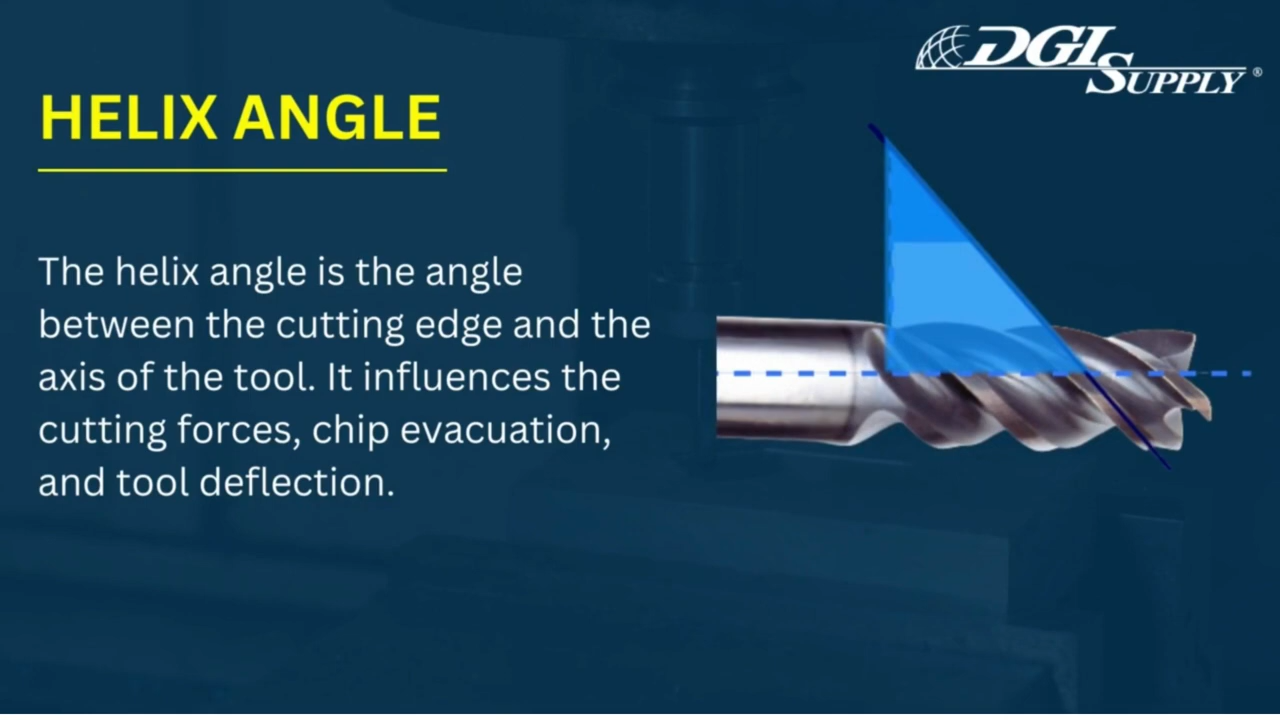 DGI SUPPLY®
HELIX ANGLE
The helix angle is the angle
between the cutting edge and the
axis of the tool. It influences the
cutting forces, chip evacuation,
and tool deflection.